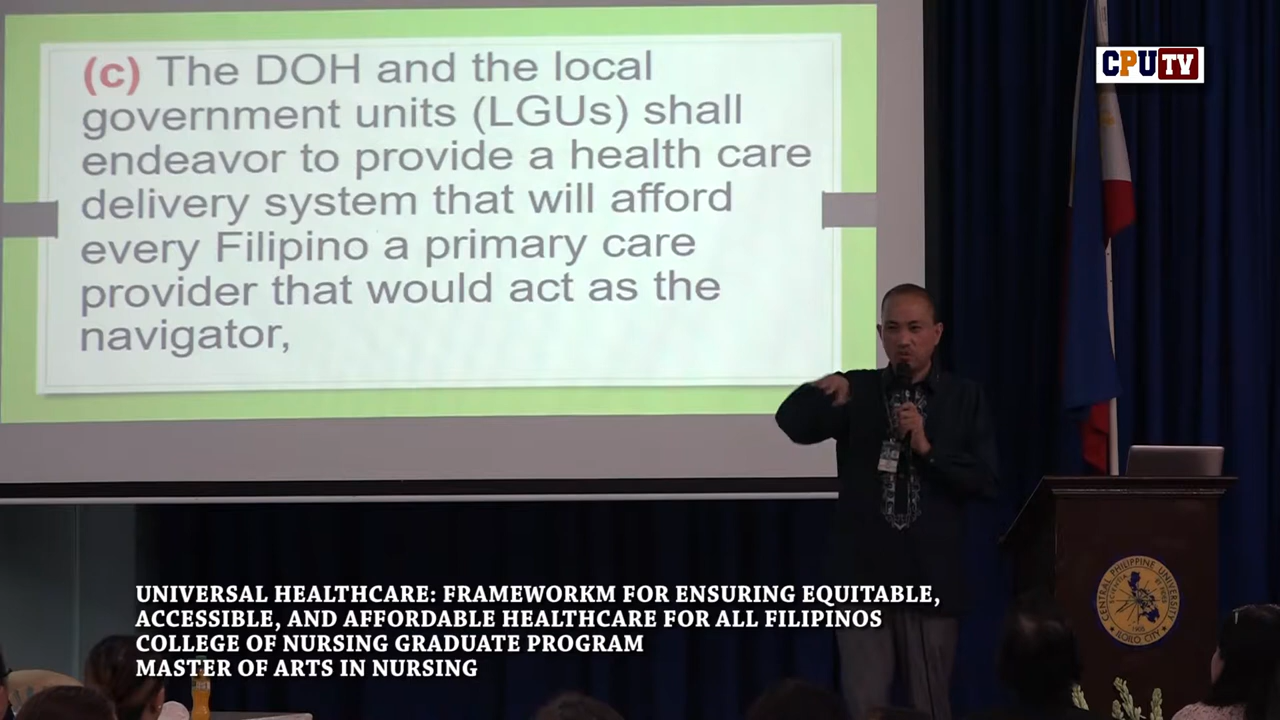 (c) The DOH and the local
government units (LGUs) shall
endeavor to provide a health care
delivery system that will afford
every Filipino a primary care
provider that would act as the
navigator,
CPUTV
CENTRAL PHILIPPINE UNIVERSITY
1905
ILOILO CITY
UNIVERSAL HEALTHCARE: FRAMEWORKM FOR ENSURING EQUITABLE,
ACCESSIBLE, AND AFFORDABLE HEALTHCARE FOR ALL FILIPINOS
COLLEGE OF NURSING GRADUATE PROGRAM
MASTER OF ARTS IN NURSING